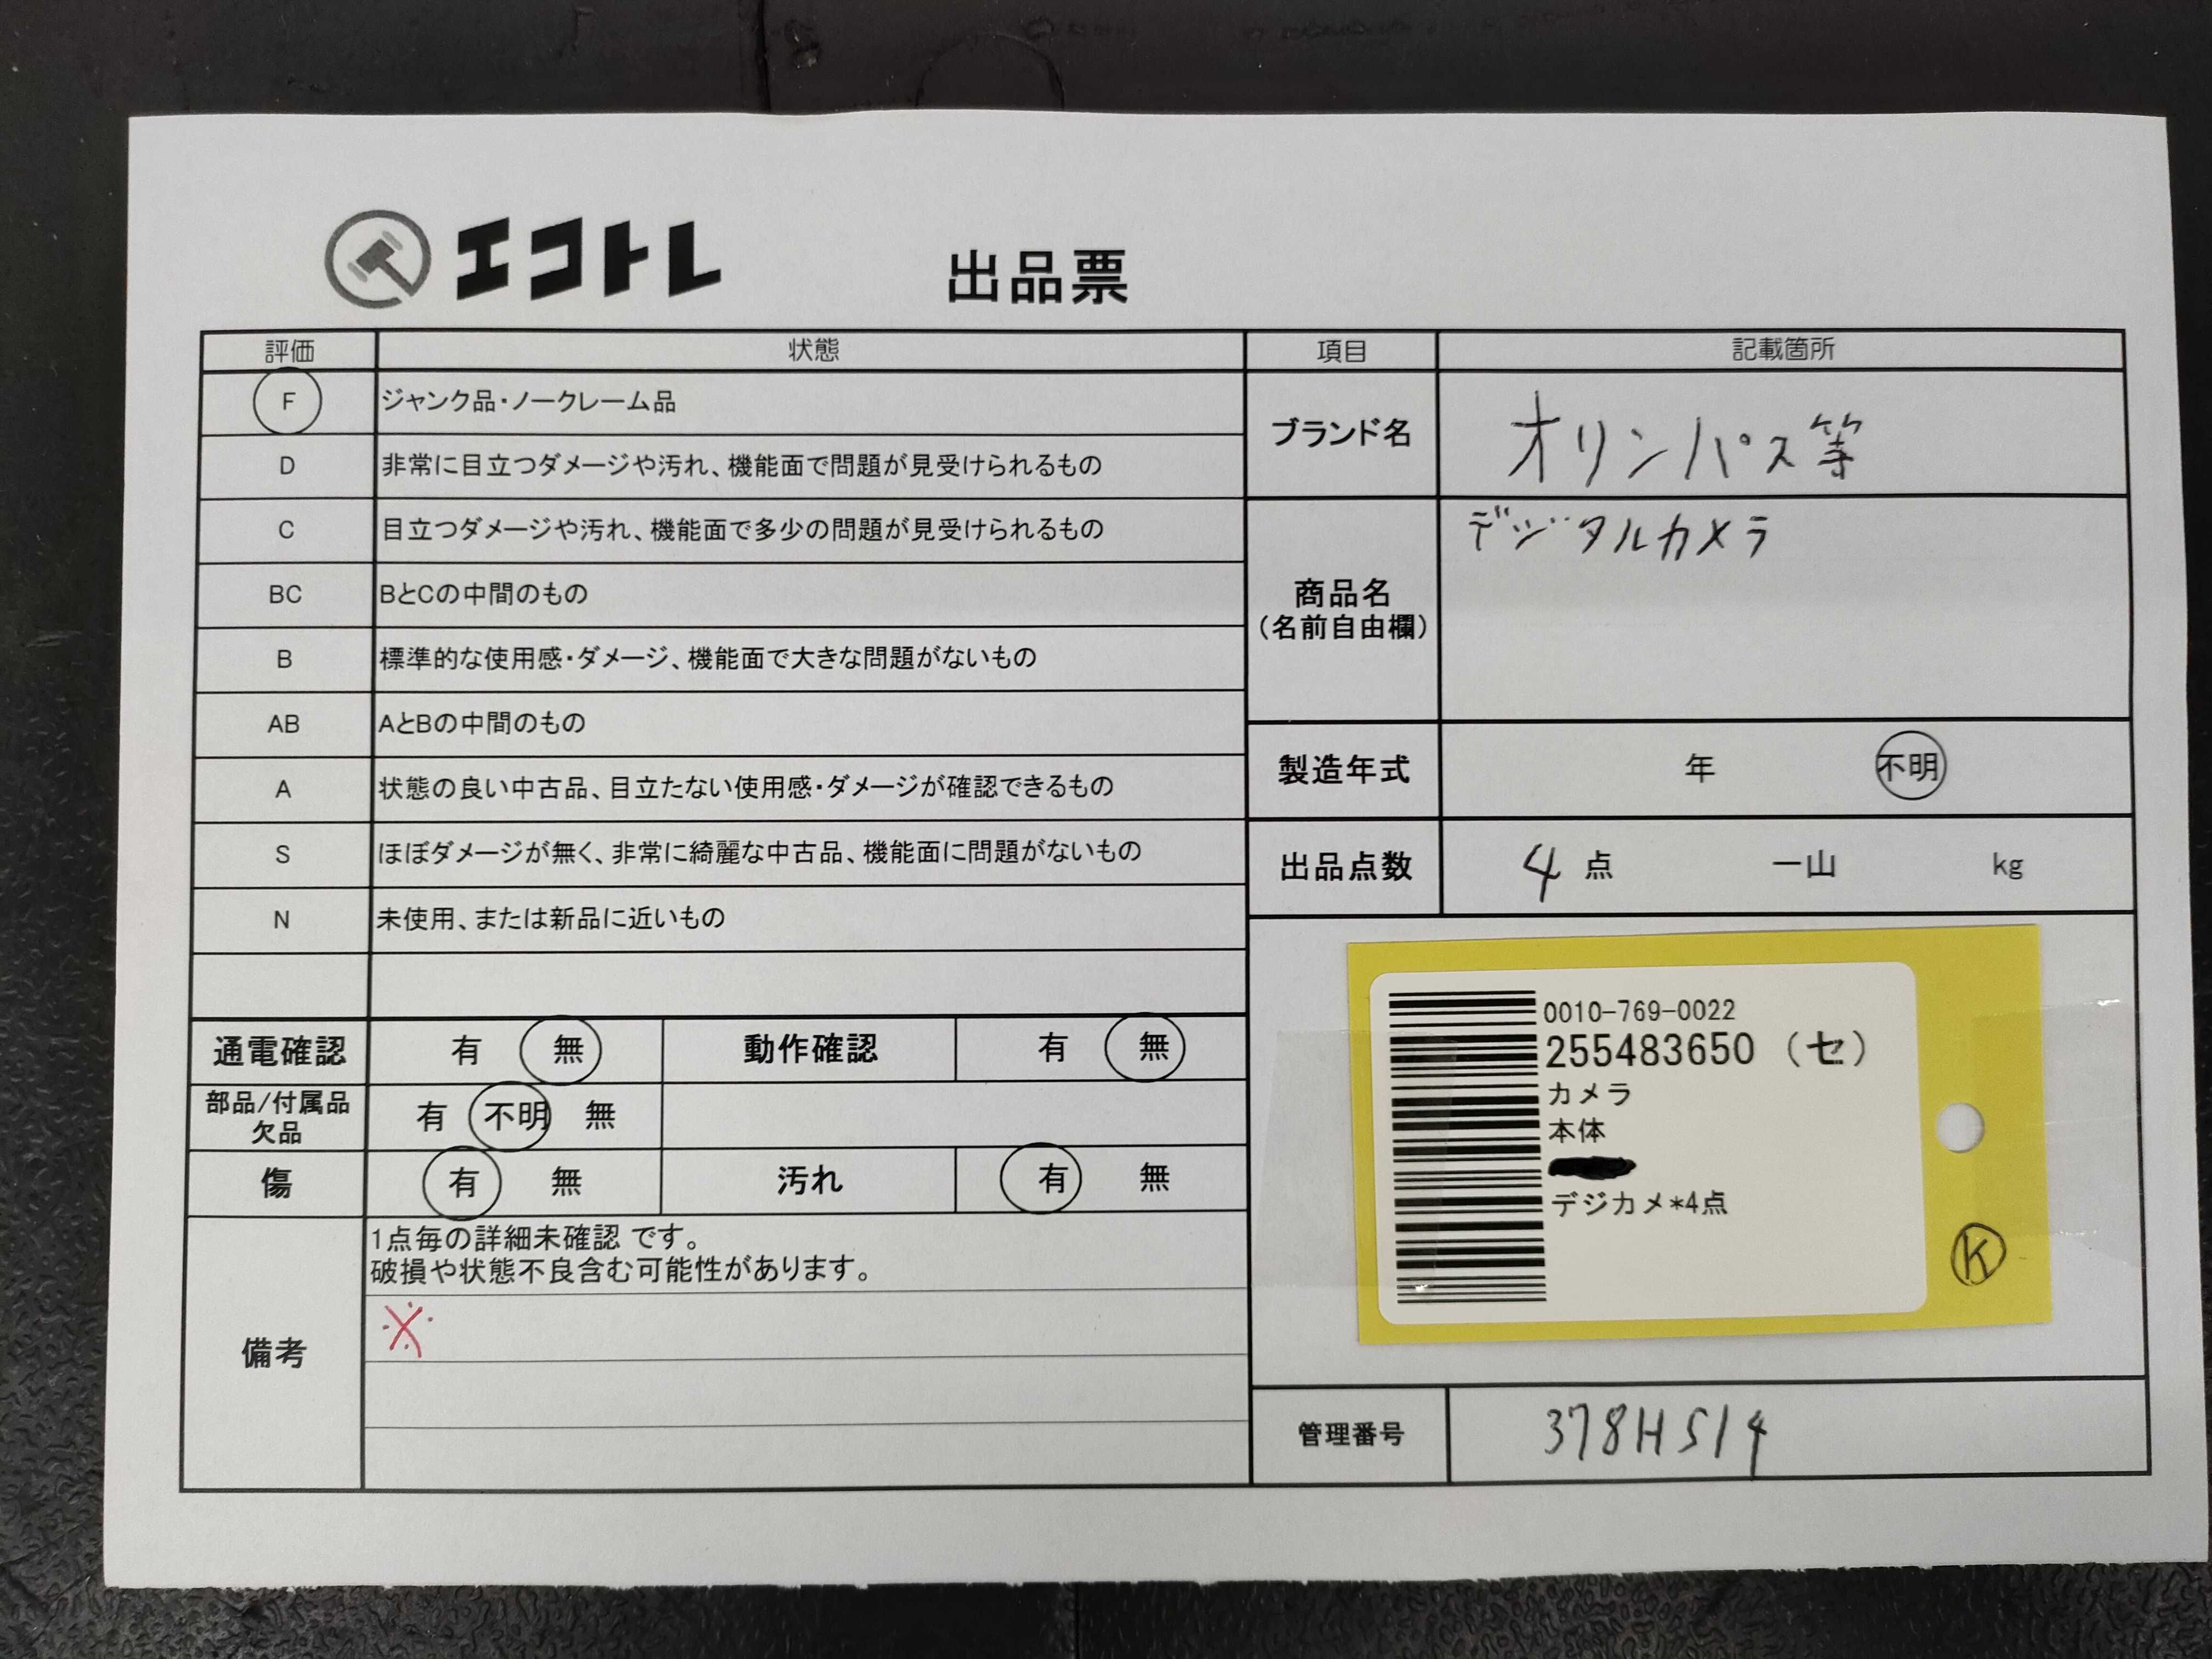 エコトレ
出品票
評価 状態
F ジャンク品・ノークレーム品
D 非常に目立つダメージや汚れ、機能面で問題が見受けられるもの
C 目立つダメージや汚れ、機能面で多少の問題が見受けられるもの
BC BとCの中間のもの
B 標準的な使用感・ダメージ、機能面で大きな問題がないもの
AB AとBの中間のもの
A 状態の良い中古品、目立たない使用感・ダメージが確認できるもの
S ほぼダメージが無く、非常に綺麗な中古品、機能面に問題がないもの
N 未使用、または新品に近いもの
通電確認 有 無 動作確認 有 無
部品/付属品
欠品
有 不明 無
傷 有 無 汚れ 有 無
備考
1点毎の詳細未確認 です。
破損や状態不良含む可能性があります。
※
項目 記載箇所
ブランド名 オリンパス等
商品名
(名前自由欄)
デジタルカメラ
製造年式 年 不明
出品点数 4 点 一山 kg
0010-769-0022
255483650 (セ)
カメラ
本体
デジカメ*4点
K
管理番号 378H514